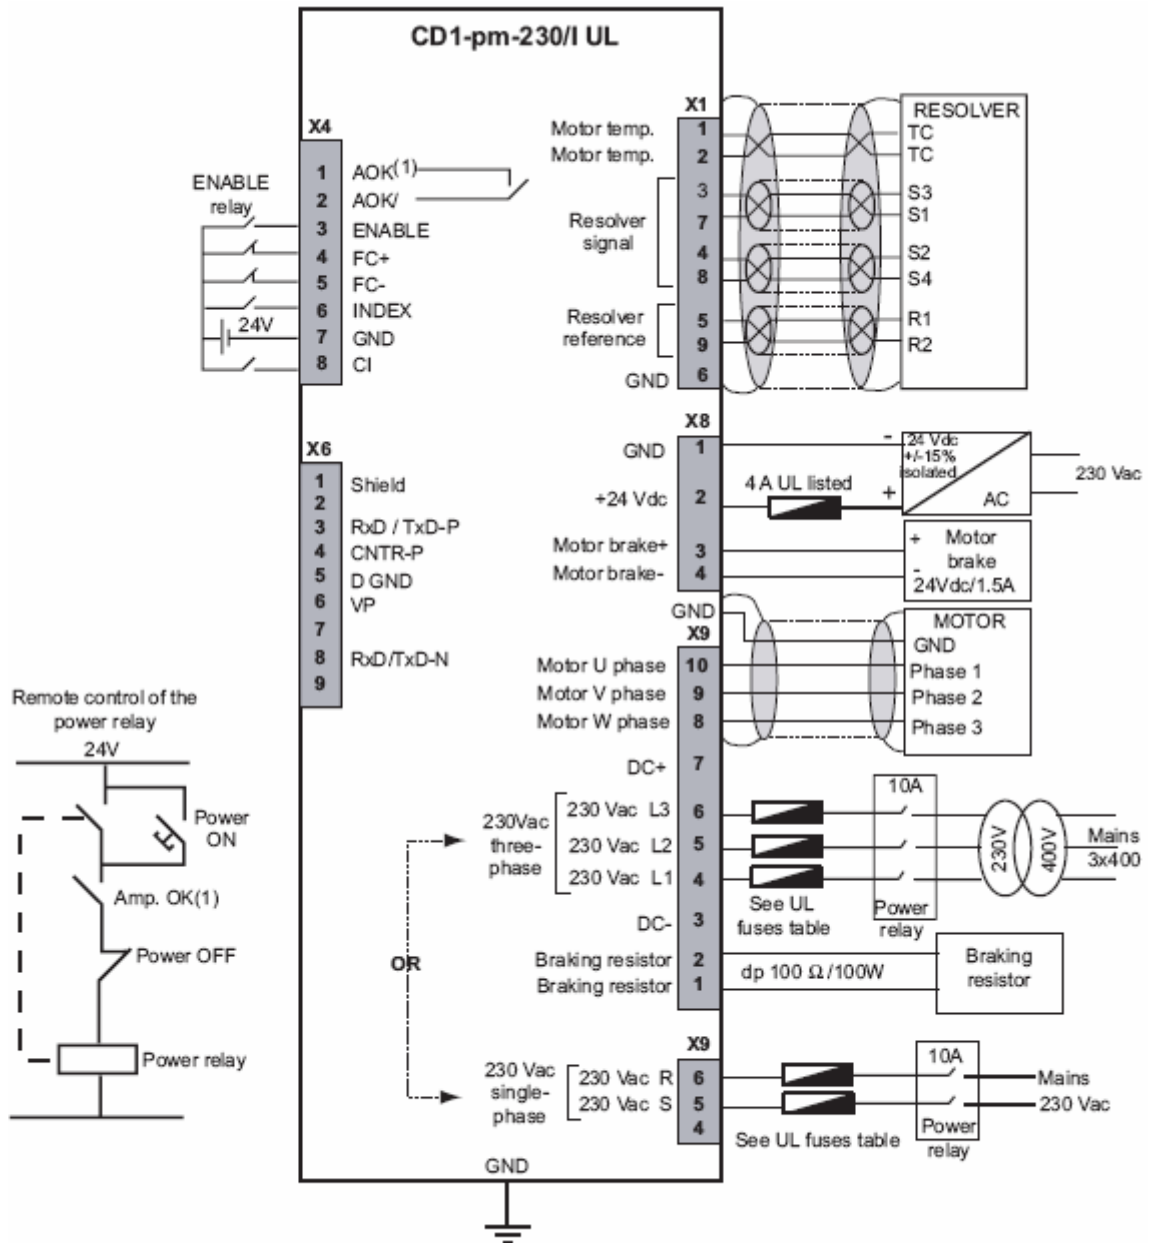 CD1-pm-230/I UL
X4
1 AOK(1)
2 AOK/
3 ENABLE
4 FC+
5 FC-
6 INDEX
7 GND
8 CI
ENABLE
relay
24V
X6
1 Shield
2
3 RxD / TxD-P
4 CNTR-P
5 D GND
6 VP
7
8 RxD/TxD-N
9
Remote control of the
power relay
24V
Power
ON
Amp. OK(1)
Power OFF
Power relay
X1
Motor temp. 1
Motor temp. 2
Resolver
signal
3
7
4
8
Resolver
reference
5
9
GND 6
RESOLVER
TC
TC
S3
S1
S2
S4
R1
R2
X8
GND 1
+24 Vdc 2
Motor brake+ 3
Motor brake- 4
4 A UL listed
-
+
24 Vdc
+/-15%
isolated
AC
230 Vac
+ Motor
brake
-
24Vdc/1.5A
GND
X9
Motor U phase 10
Motor V phase 9
Motor W phase 8
DC+ 7
MOTOR
GND
Phase 1
Phase 2
Phase 3
230Vac
three-
phase
230 Vac L3 6
230 Vac L2 5
230 Vac L1 4
See UL
fuses table
10A
Power
relay
230V
400V
Mains
3x400
DC- 3
Braking resistor 2
Braking resistor 1
dp 100 Ω/100W
Braking
resistor
OR
X9
230 Vac
single-
phase
230 Vac R 6
230 Vac S 5
4
See UL fuses table
10A
Power
relay
Mains
230 Vac
GND